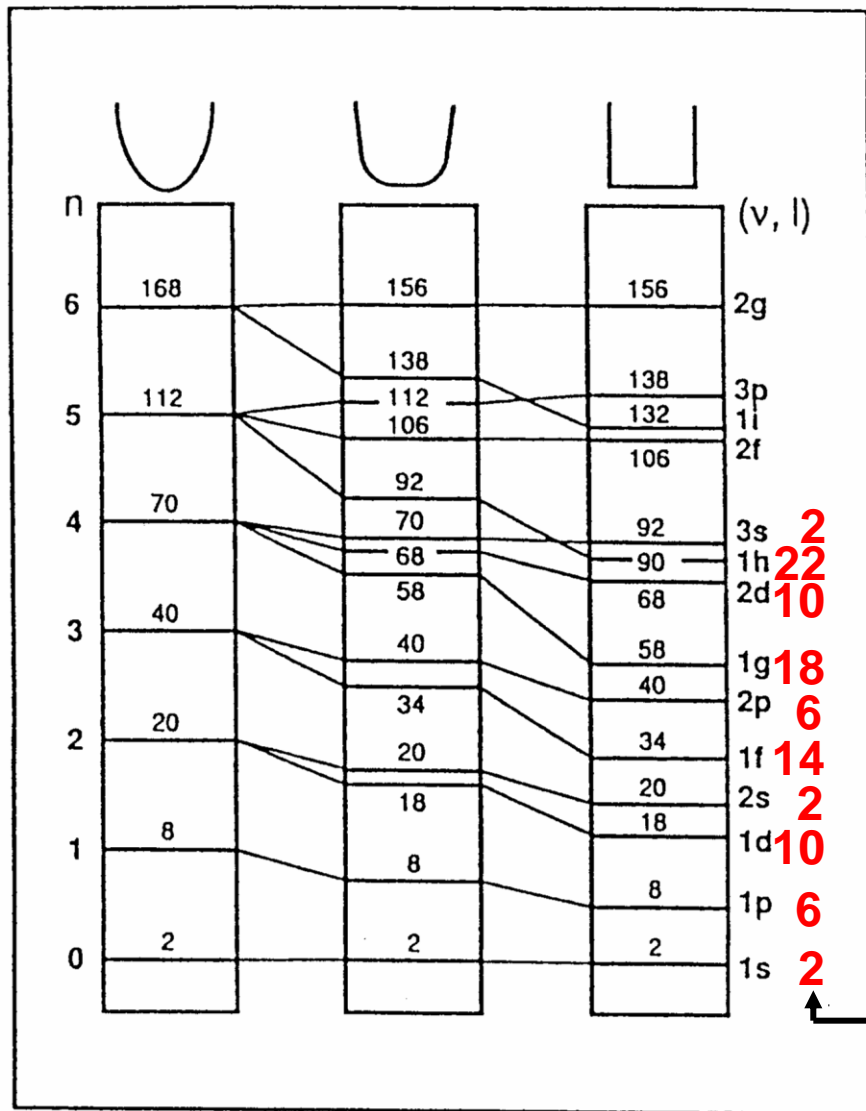 n
(ν, l)
6 168 156 156 2g
138
138 3p
5 112 112 132 1i
106 106 2f
92
4 70 70 92 3s 2
68 90 1h 22
58 68 2d 10
3 40 40 58 1g 18
34 40 2p 6
34 1f 14
2 20 20 20 2s 2
18 18 1d 10
1 8 8 8 1p 6
0 2 2 2 1s 2